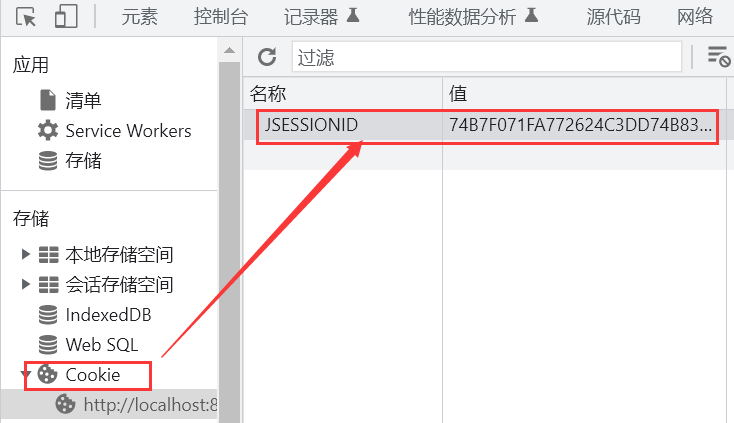 元素 控制台 记录器 性能数据分析 源代码 网络
应用
清单
Service Workers
存储
存储
本地存储空间
会话存储空间
IndexedDB
Web SQL
Cookie
http://localhost:8
过滤
名称 值
JSESSIONID 74B7F071FA772624C3DD74B83...